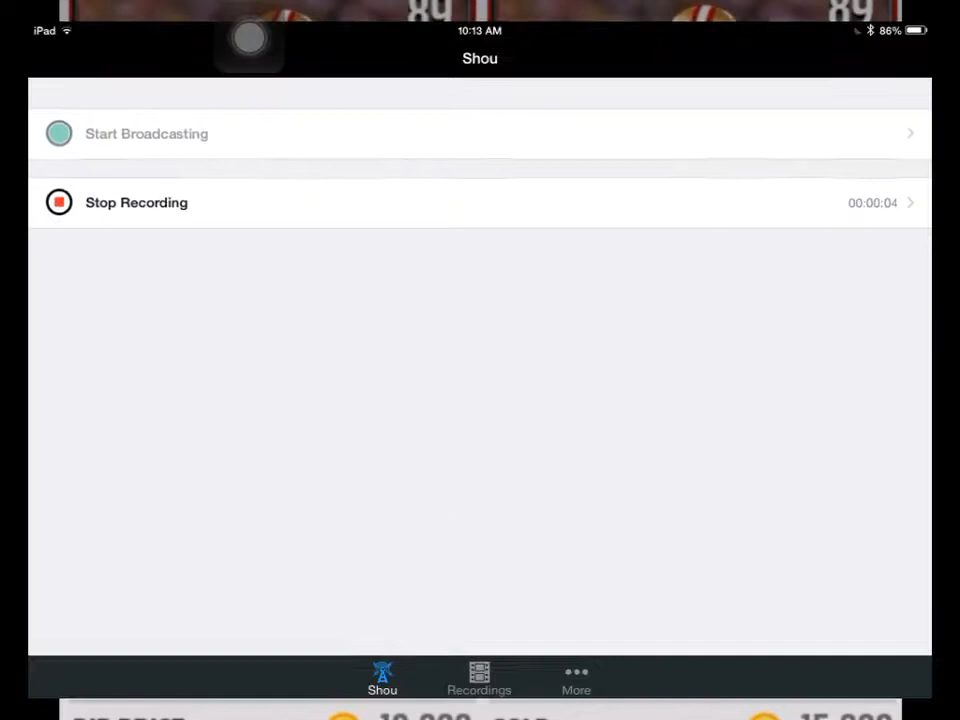 89 89
iPad 10:13 AM 86%
Shou
Start Broadcasting
Stop Recording 00:00:04
Shou Recordings More